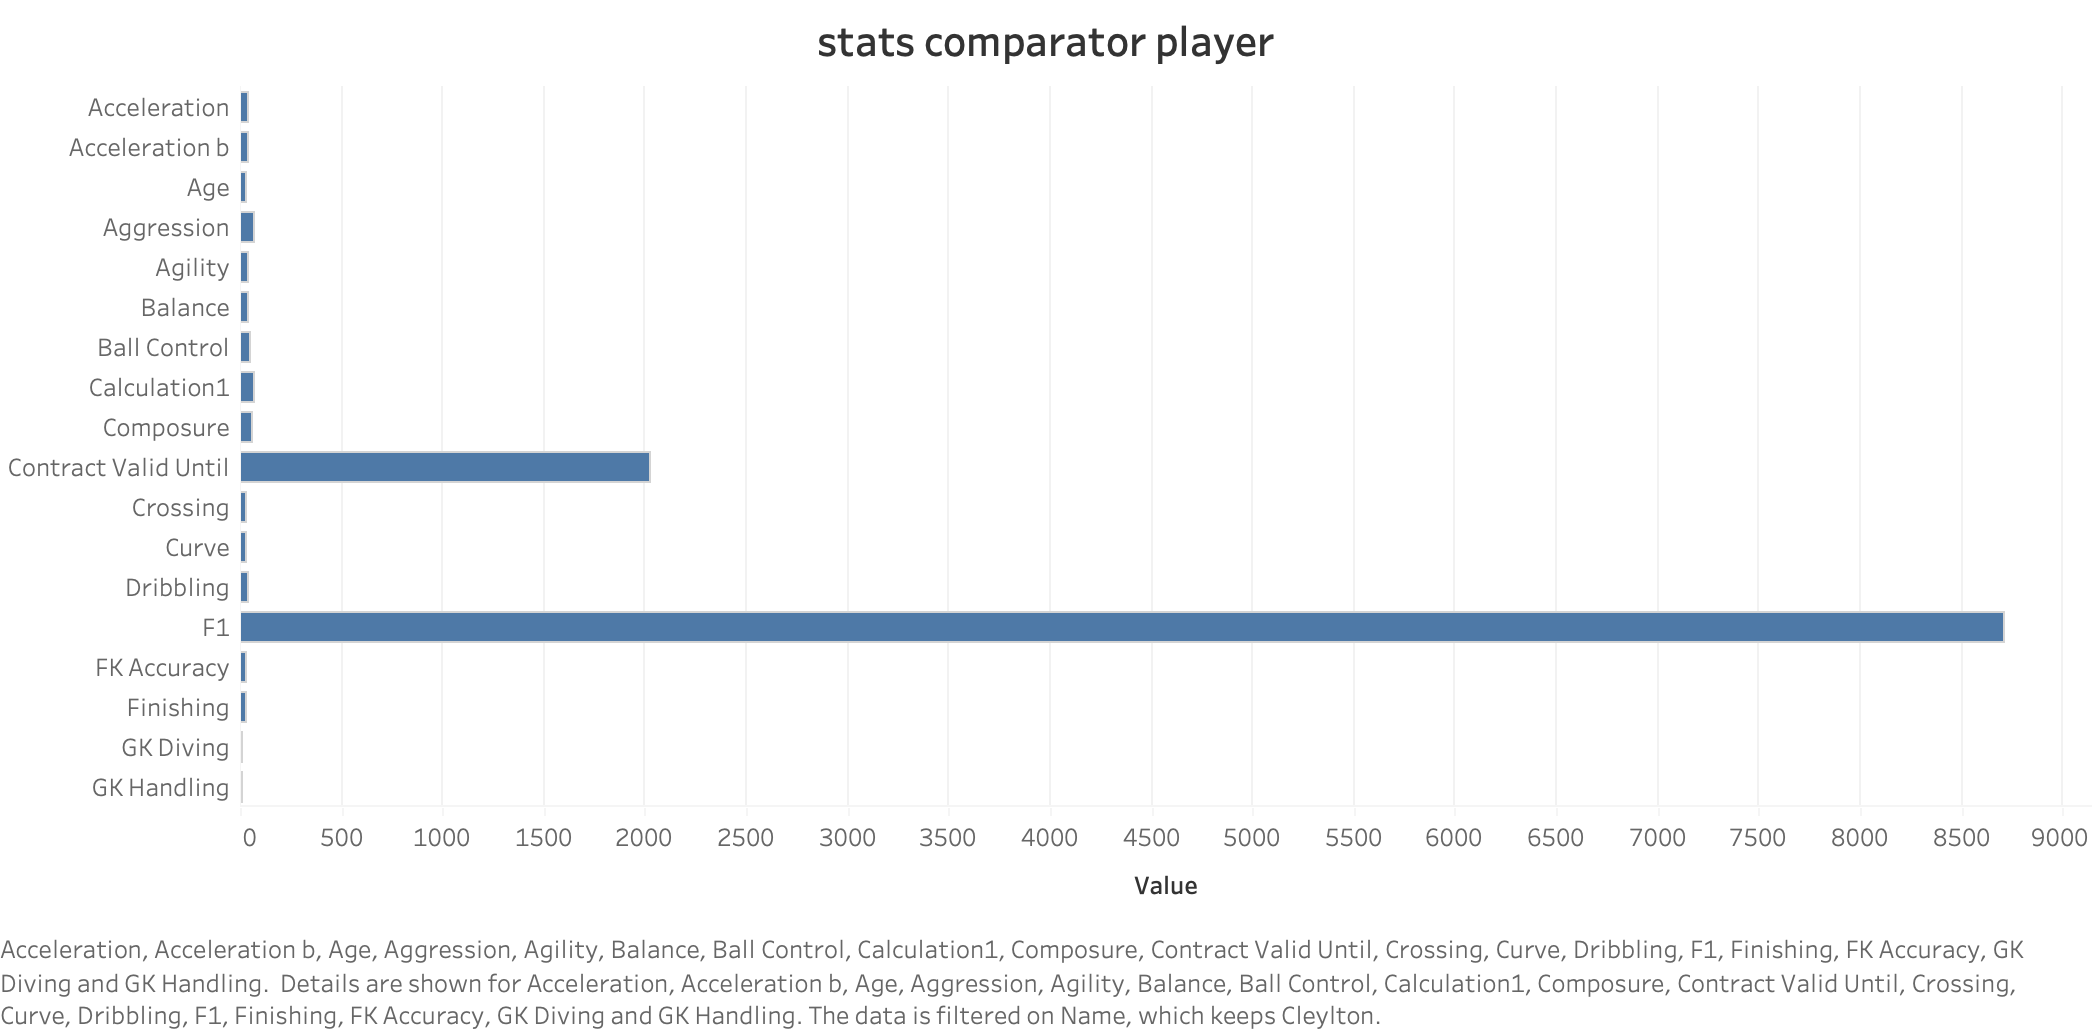 stats comparator player
Acceleration
Acceleration b
Age
Aggression
Agility
Balance
Ball Control
Calculation1
Composure
Contract Valid Until
Crossing
Curve
Dribbling
F1
FK Accuracy
Finishing
GK Diving
GK Handling
0 500 1000 1500 2000 2500 3000 3500 4000 4500 5000 5500 6000 6500 7000 7500 8000 8500 9000
Value
Acceleration, Acceleration b, Age, Aggression, Agility, Balance, Ball Control, Calculation1, Composure, Contract Valid Until, Crossing, Curve, Dribbling, F1, Finishing, FK Accuracy, GK
Diving and GK Handling.  Details are shown for Acceleration, Acceleration b, Age, Aggression, Agility, Balance, Ball Control, Calculation1, Composure, Contract Valid Until, Crossing,
Curve, Dribbling, F1, Finishing, FK Accuracy, GK Diving and GK Handling. The data is filtered on Name, which keeps Cleylton.